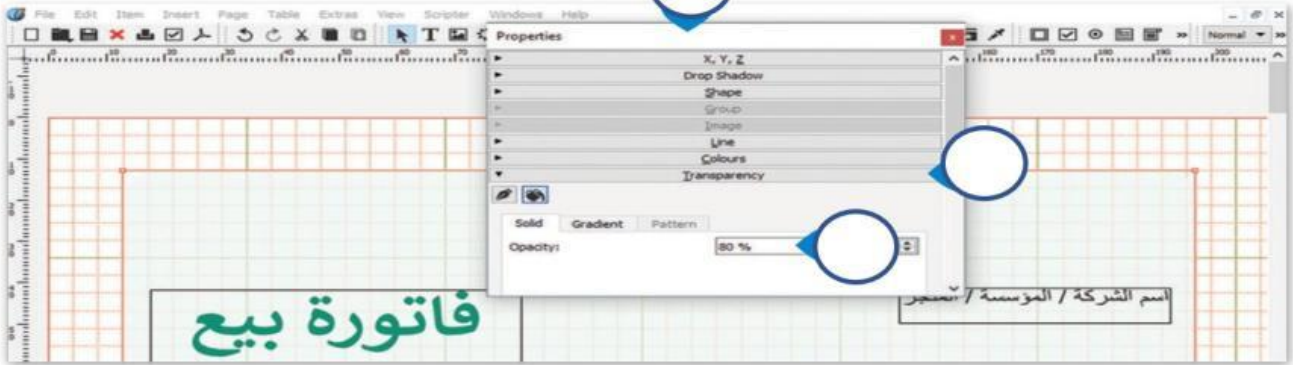 File Edit Item Insert Page Table Extras View Scripter Windows Help
Normal
Properties
X, Y, Z
Drop Shadow
Shape
Group
Image
Line
Colours
Transparency
Solid Gradient Pattern
Opacity: 80 %
اسم الشركة / المؤسسة / المتجر
فاتورة بيع